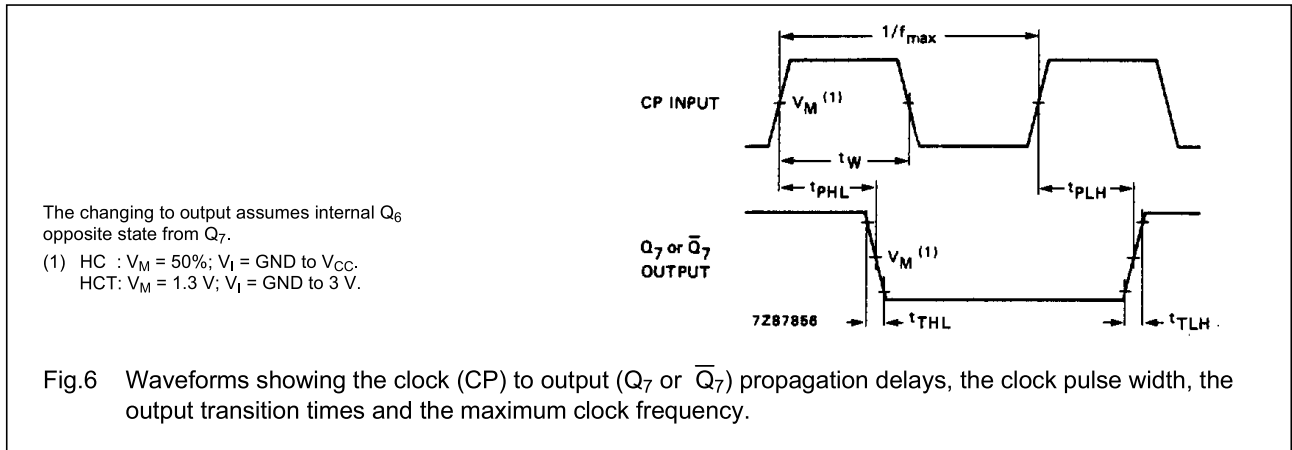 1/fmax
CP INPUT
VM (1)
tW
tPHL
tPLH
The changing to output assumes internal Q6
opposite state from Q7.
(1) HC : VM = 50%; VI = GND to VCC.
HCT: VM = 1.3 V; VI = GND to 3 V.
Q7 or Q̅7
OUTPUT
VM (1)
7Z87856
tTHL
tTLH
Fig.6 Waveforms showing the clock (CP) to output (Q7 or Q̅7) propagation delays, the clock pulse width, the
output transition times and the maximum clock frequency.